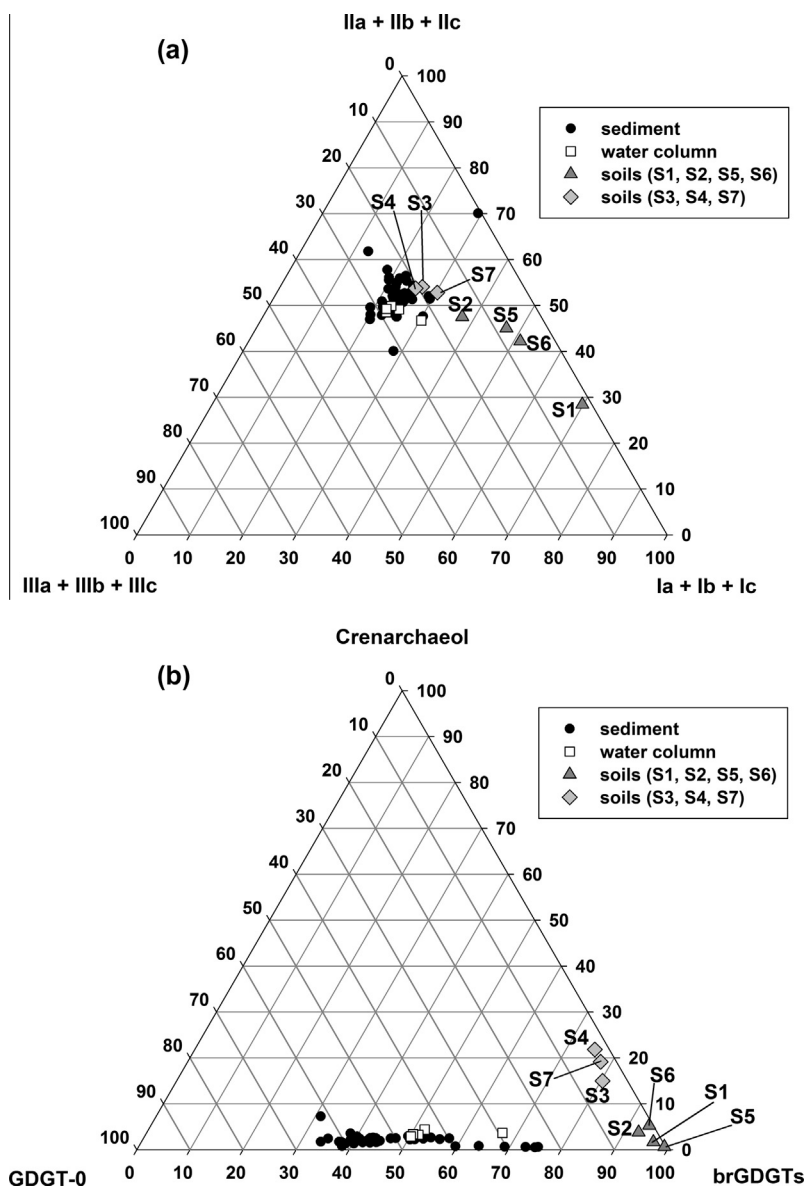 IIa + IIb + IIc
(a)
0 100
10 90
20 80
30 70
40 60
50 50
60 40
70 30
80 20
90 10
100 0
0 10 20 30 40 50 60 70 80 90 100
IIIa + IIIb + IIIc Ia + Ib + Ic
sediment
water column
soils (S1, S2, S5, S6)
soils (S3, S4, S7)
S4 S3
S7
S2 S5
S6
S1
Crenarchaeol
(b)
0 100
10 90
20 80
30 70
40 60
50 50
60 40
70 30
80 20
90 10
100 0
0 10 20 30 40 50 60 70 80 90 100
GDGT-0 brGDGTs
sediment
water column
soils (S1, S2, S5, S6)
soils (S3, S4, S7)
S4
S7
S3
S6
S1
S2 S5